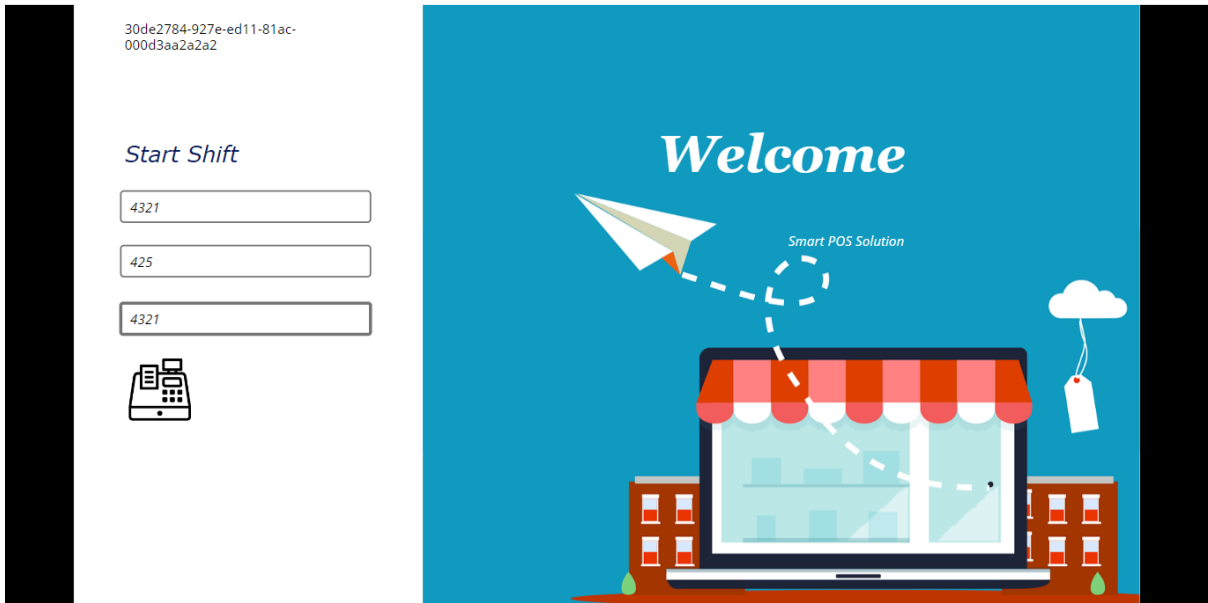 30de2784-927e-ed11-81ac-
000d3aa2a2a2
Start Shift
4321
425
4321
Welcome
Smart POS Solution